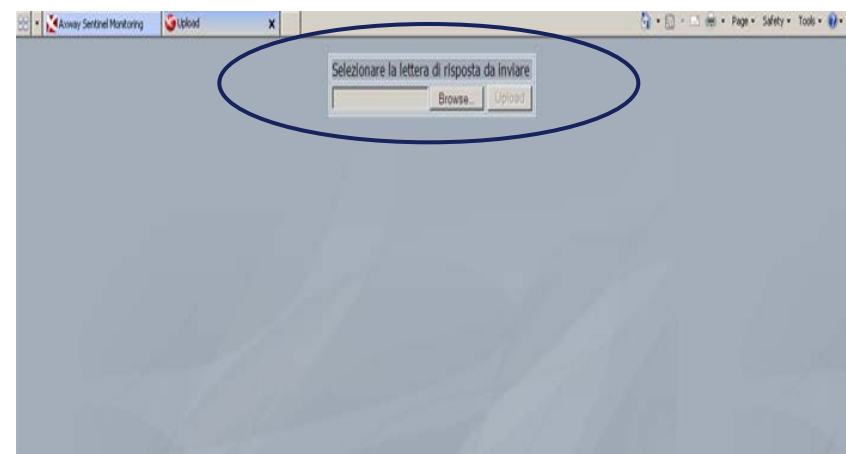 Axway Sentinel Monitoring Upload x Page Safety Tools
Selezionare la lettera di risposta da inviare
Browse... Upload